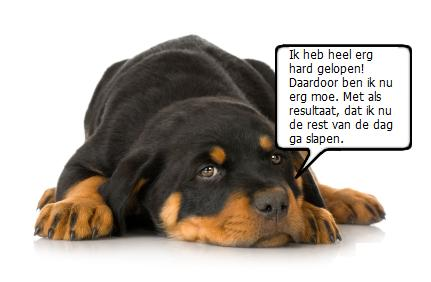 Ik heb heel erg
hard gelopen!
Daardoor ben ik nu
erg moe. Met als
resultaat, dat ik nu
de rest van de dag
ga slapen.